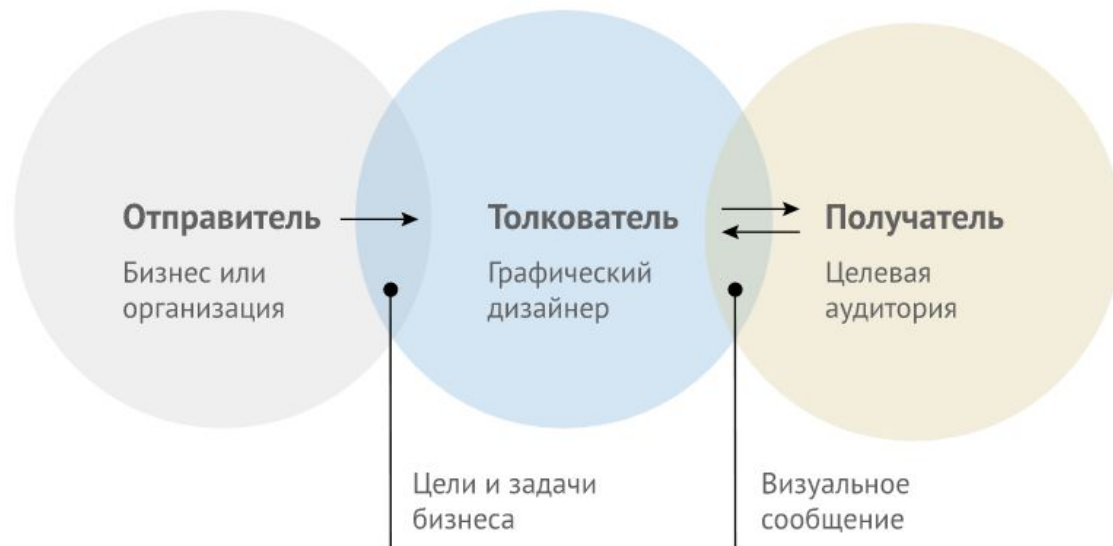 Отправитель
Бизнес или
организация
Толкователь
Графический
дизайнер
Получатель
Целевая
аудитория
Цели и задачи
бизнеса
Визуальное
сообщение